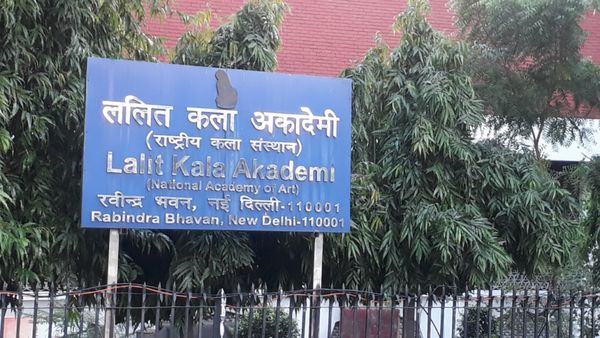 ललित कला अकादेमी
(राष्ट्रीय कला संस्थान)
Lalit Kala Akademi
(National Academy of Art)
रवीन्द्र भवन, नई दिल्ली-110001
Rabindra Bhavan, New Delhi-110001